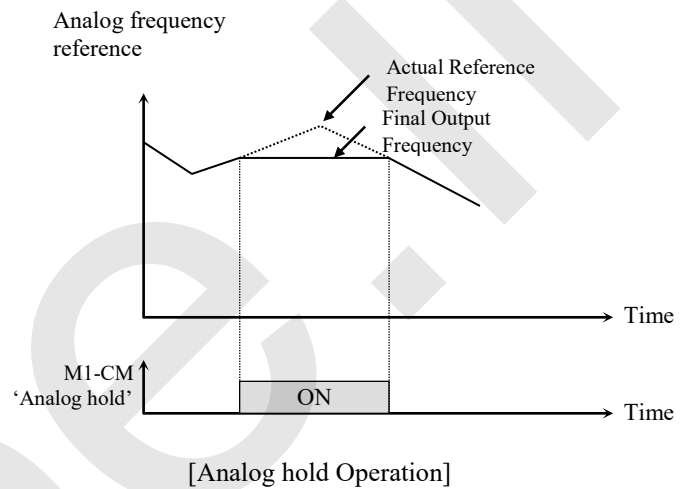 Analog frequency
reference
Actual Reference
Frequency
Final Output
Frequency
Time
M1-CM
‘Analog hold’
ON
Time
[Analog hold Operation]